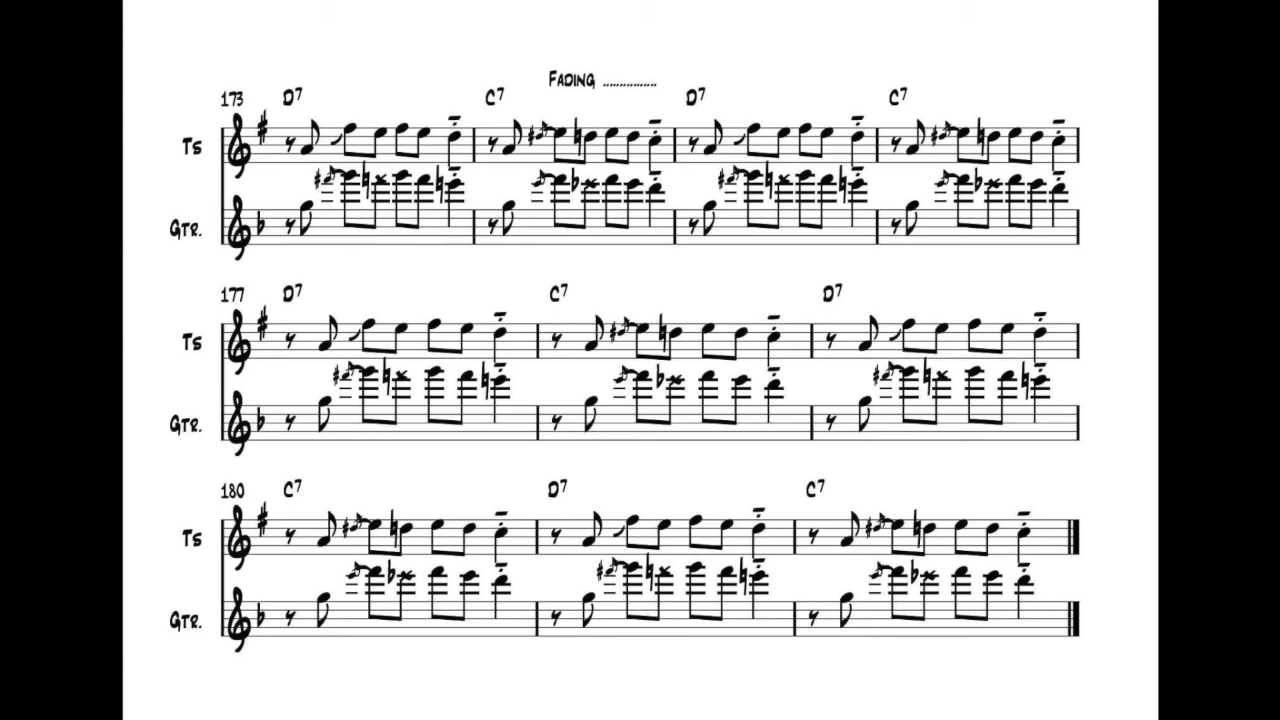 Fading ................
173 D7 C7 D7 C7
Ts
Gtr.
177 D7 C7 D7
Ts
Gtr.
180 C7 D7 C7
Ts
Gtr.